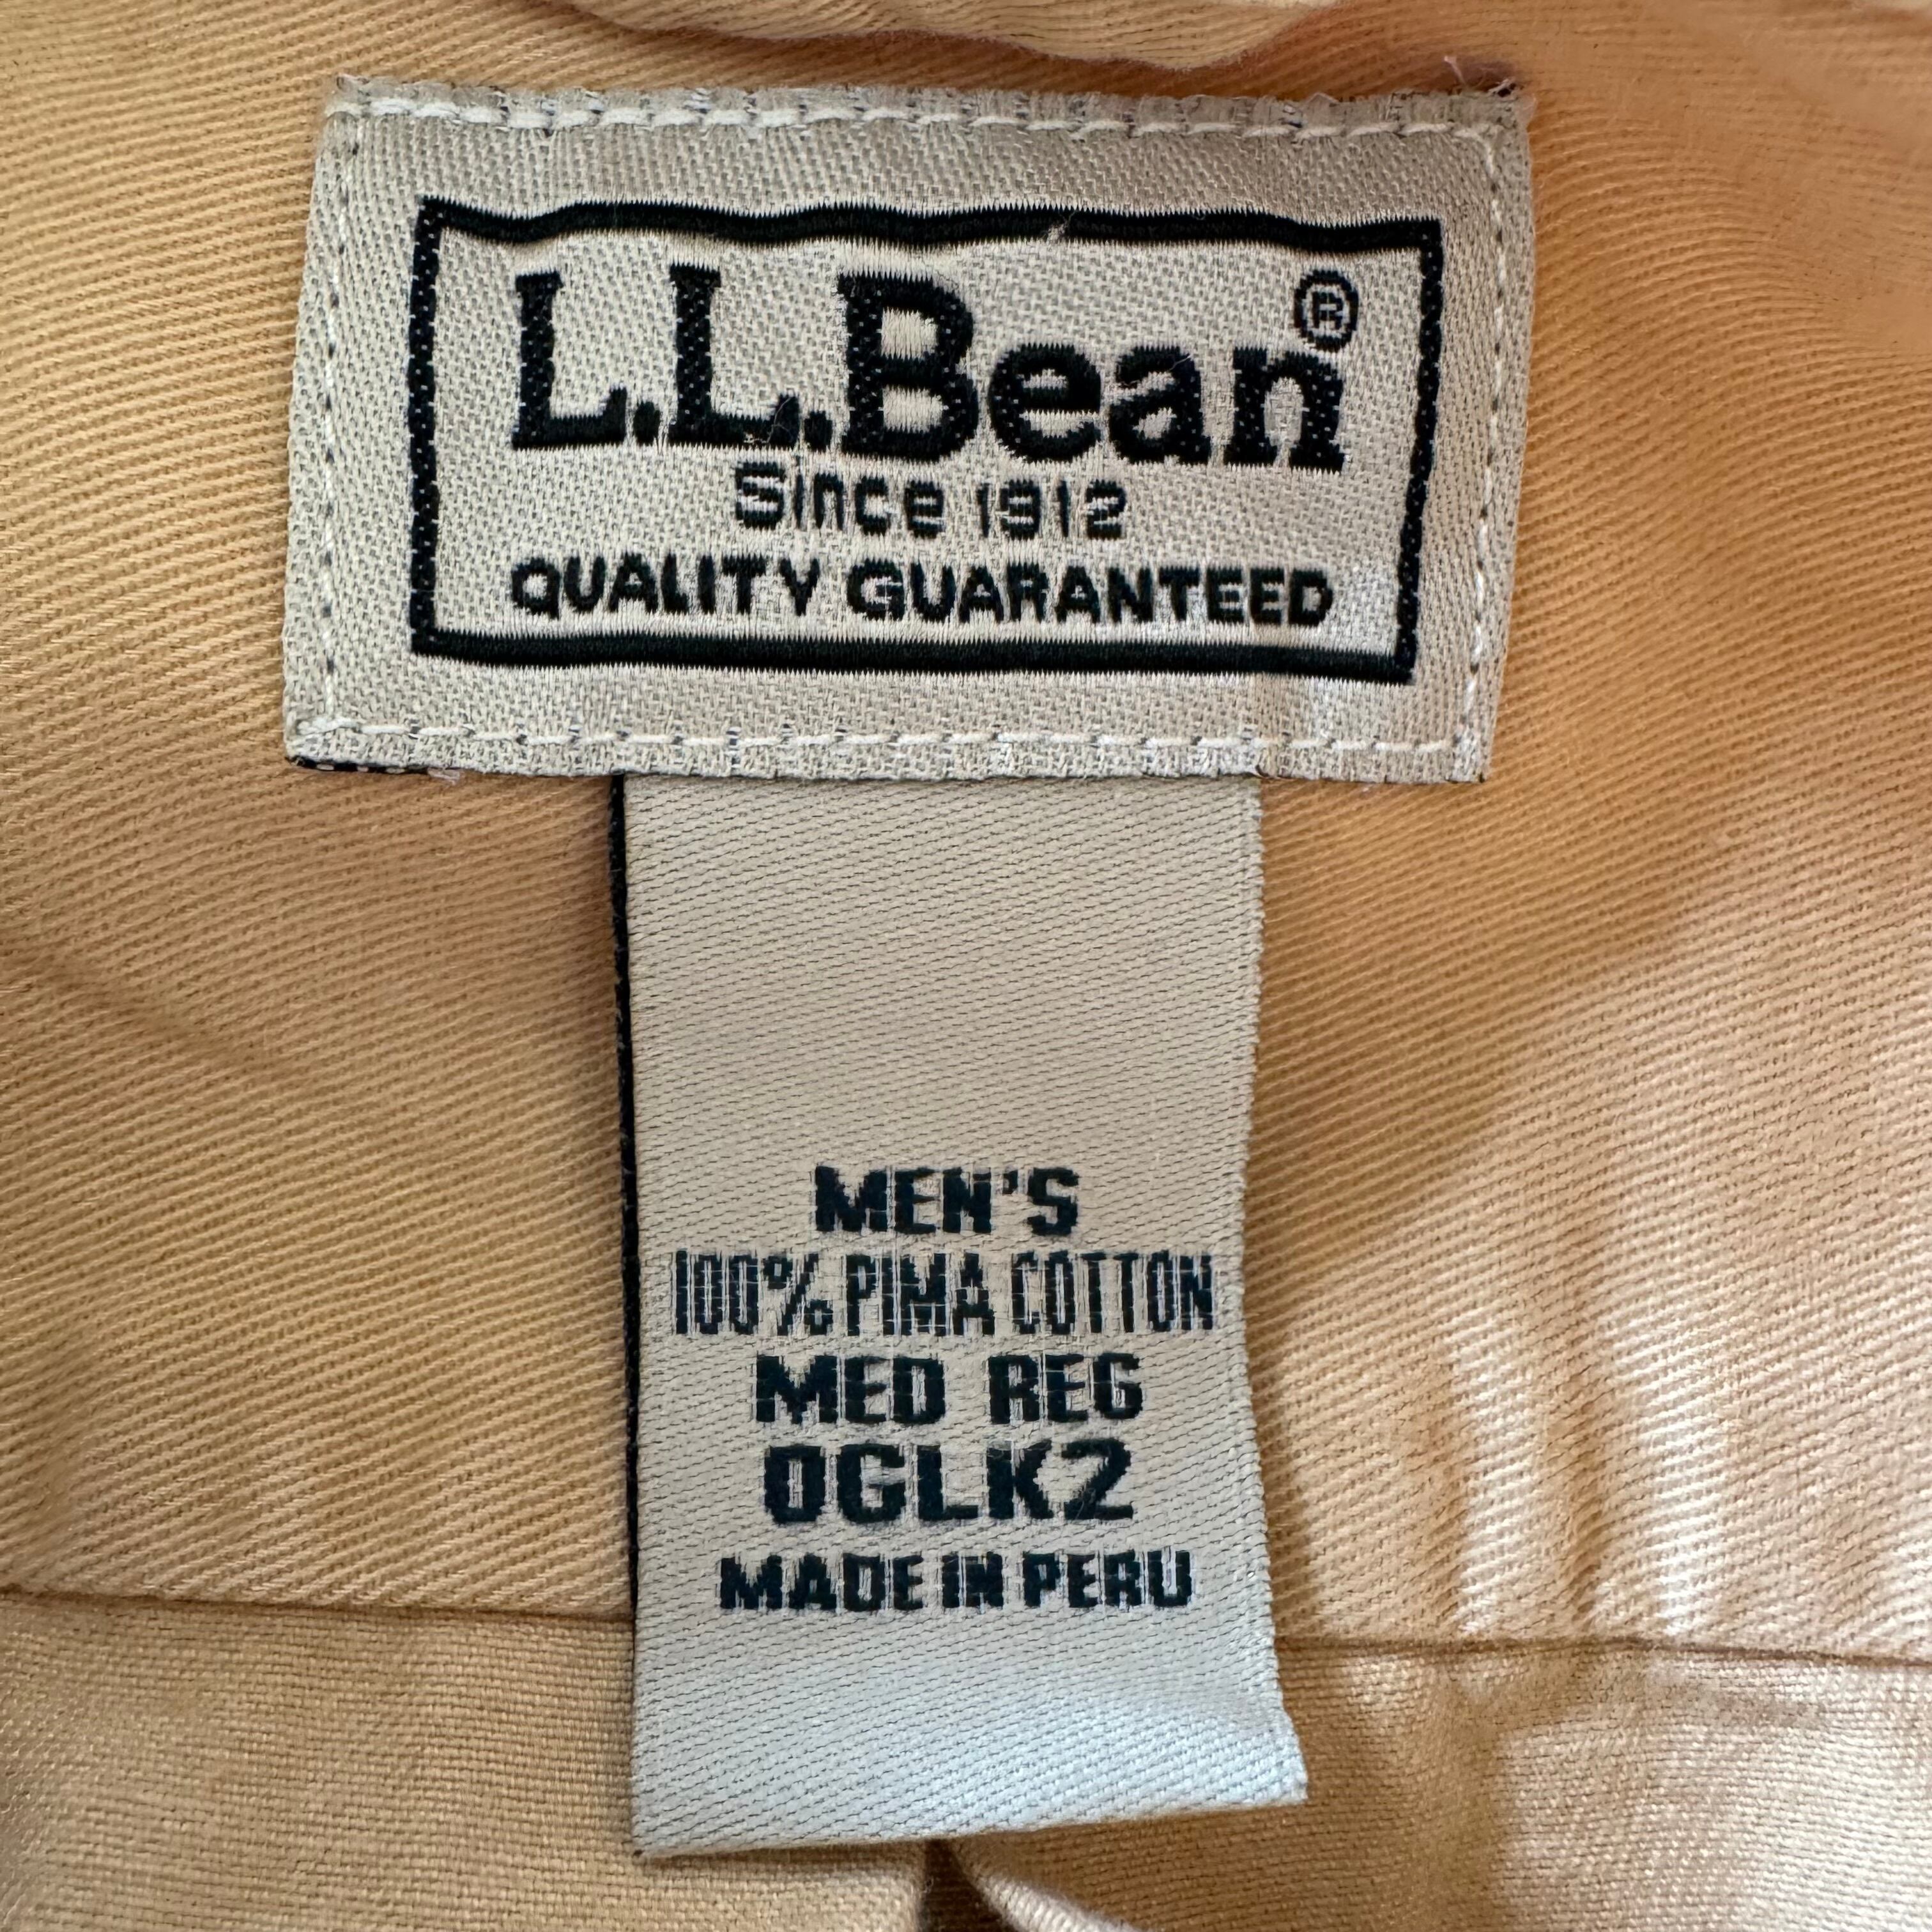 L.L.Bean®
Since 1912
QUALITY GUARANTEED
MEN'S
100% PIMA COTTON
MED REG
0GLK2
MADE IN PERU